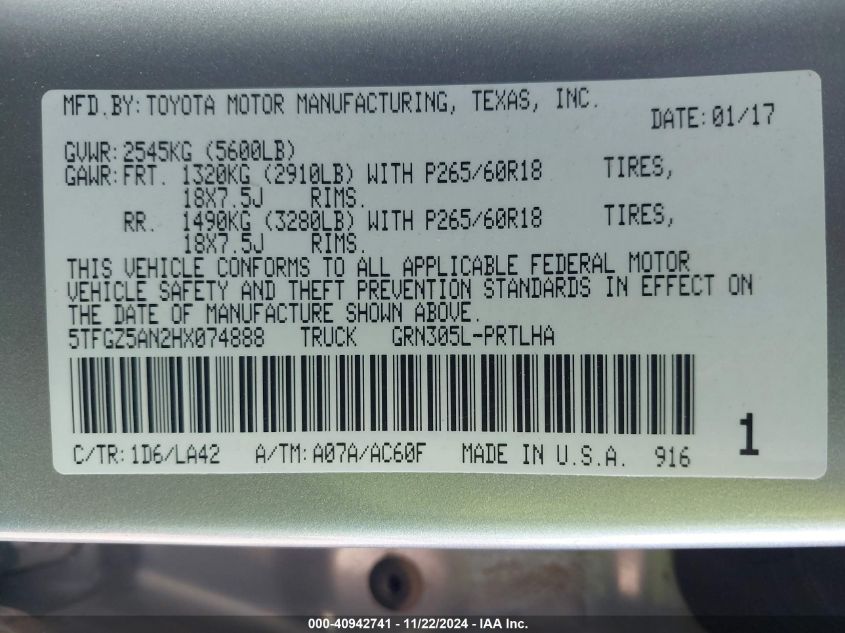 MFD.BY:TOYOTA MOTOR MANUFACTURING, TEXAS, INC.
DATE:01/17
GVWR:2545KG (5600LB)
GAWR:FRT. 1320KG (2910LB) WITH P265/60R18 TIRES,
18X7.5J RIMS.
RR. 1490KG (3280LB) WITH P265/60R18 TIRES,
18X7.5J RIMS.
THIS VEHICLE CONFORMS TO ALL APPLICABLE FEDERAL MOTOR
VEHICLE SAFETY AND THEFT PREVENTION STANDARDS IN EFFECT ON
THE DATE OF MANUFACTURE SHOWN ABOVE.
5TFGZ5AN2HX074888 TRUCK GRN305L-PRTLHA
C/TR:1D6/LA42 A/TM:A07A/AC60F MADE IN U.S.A. 916 1
000-40942741 - 11/22/2024 - IAA Inc.